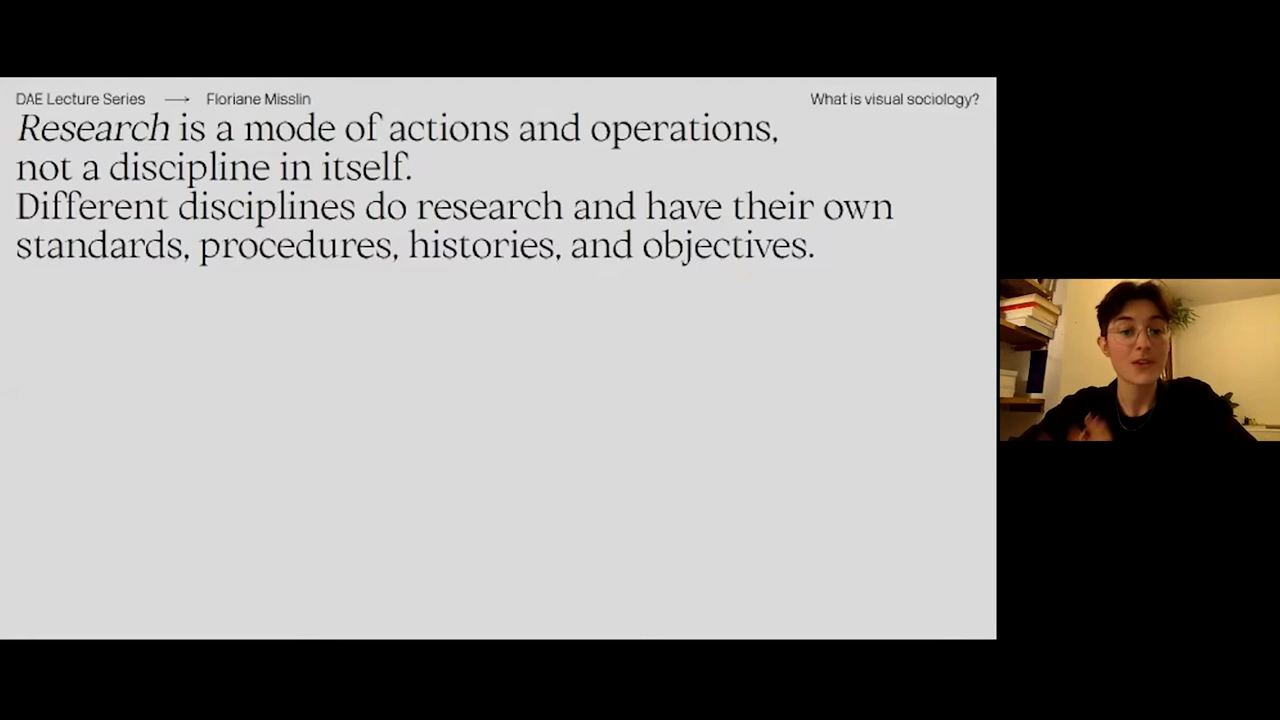 DAE Lecture Series → Floriane Misslin What is visual sociology?
Research is a mode of actions and operations,
not a discipline in itself.
Different disciplines do research and have their own
standards, procedures, histories, and objectives.